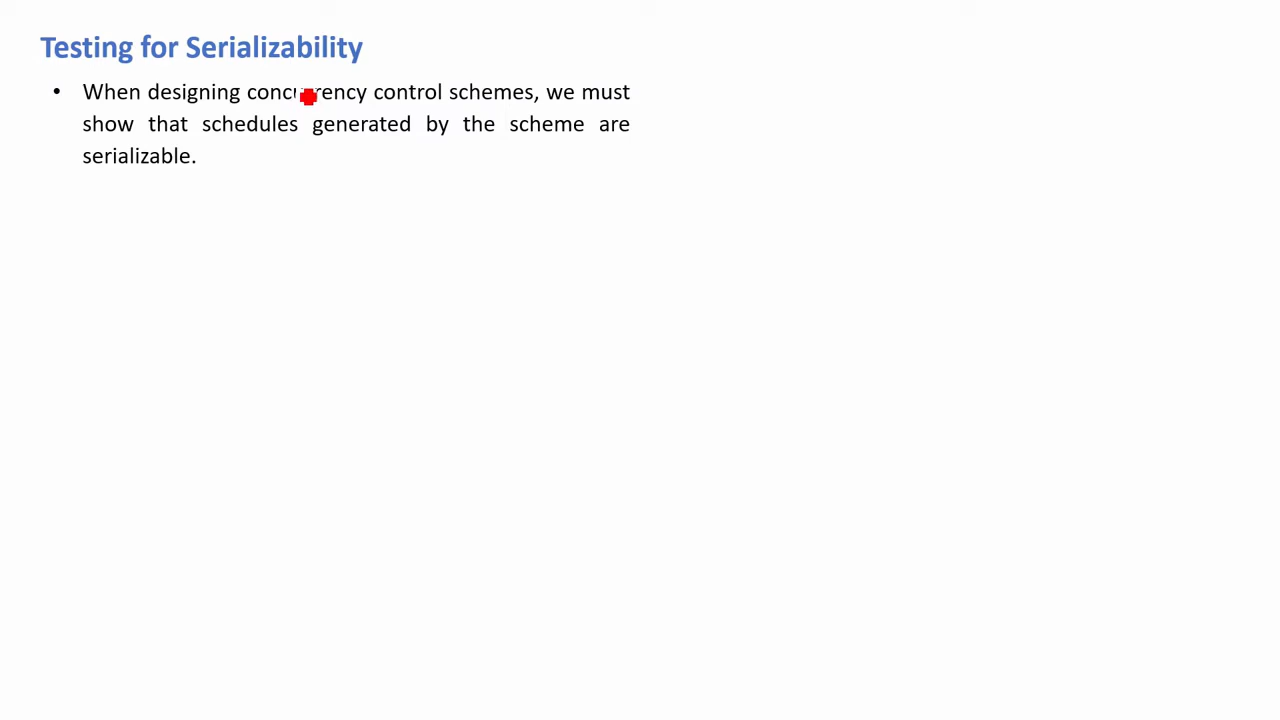 Testing for Serializability
• When designing concurrency control schemes, we must
show that schedules generated by the scheme are
serializable.